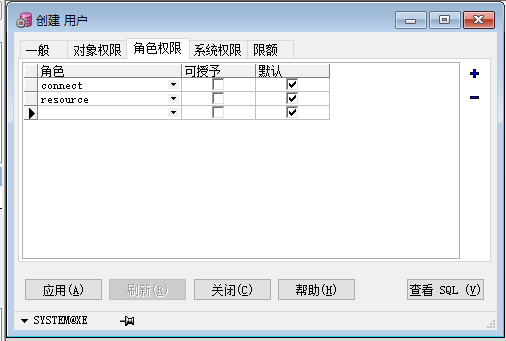 创建 用户
一般 对象权限 角色权限 系统权限 限额
角色 可授予 默认
connect
resource
应用(A) 刷新(R) 关闭(C) 帮助(H) 查看 SQL (V)
SYSTEM@XE